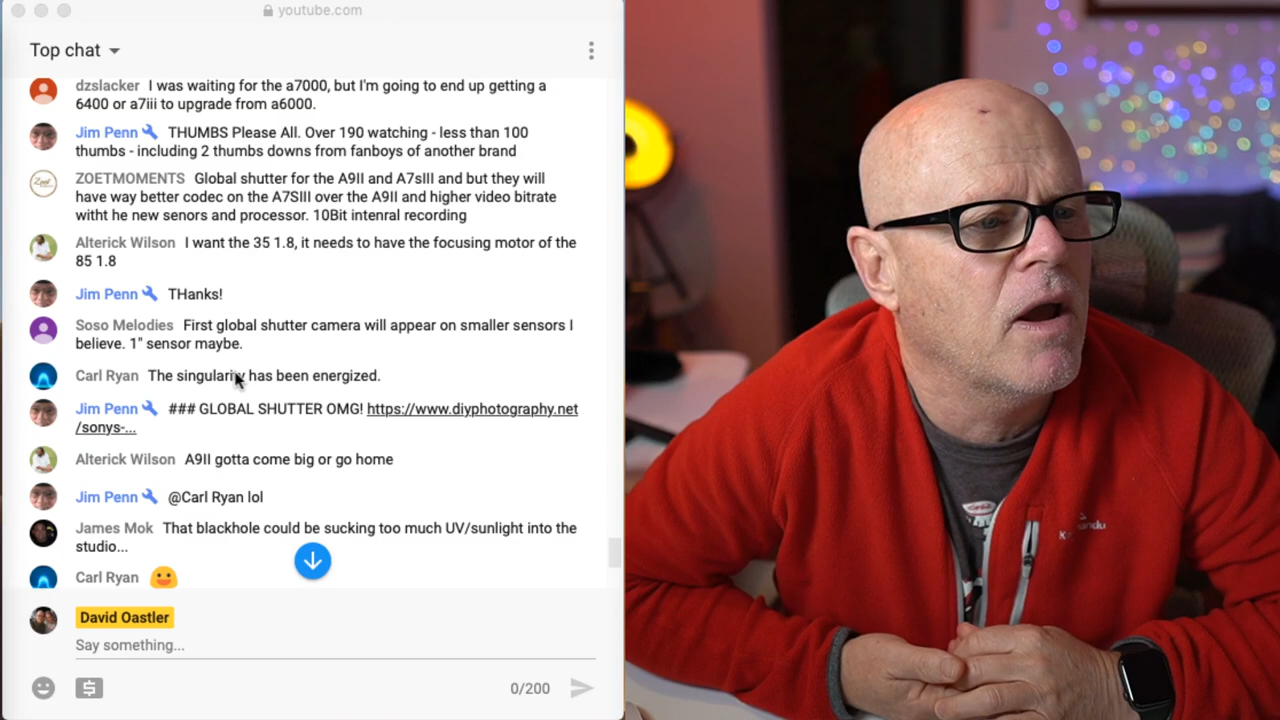 youtube.com
Top chat
dzslacker I was waiting for the a7000, but I'm going to end up getting a
6400 or a7iii to upgrade from a6000.
Jim Penn THUMBS Please All. Over 190 watching - less than 100
thumbs - including 2 thumbs downs from fanboys of another brand
ZOETMOMENTS Global shutter for the A9II and A7sIII and but they will
have way better codec on the A7SIII over the A9II and higher video bitrate
witht he new senors and processor. 10Bit intenral recording
Alterick Wilson I want the 35 1.8, it needs to have the focusing motor of the
85 1.8
Jim Penn THanks!
Soso Melodies First global shutter camera will appear on smaller sensors I
believe. 1" sensor maybe.
Carl Ryan The singularity has been energized.
Jim Penn ### GLOBAL SHUTTER OMG! https://www.diyphotography.net
/sonys-...
Alterick Wilson A9II gotta come big or go home
Jim Penn @Carl Ryan lol
James Mok That blackhole could be sucking too much UV/sunlight into the
studio...
Carl Ryan
David Oastler
Say something...
0/200